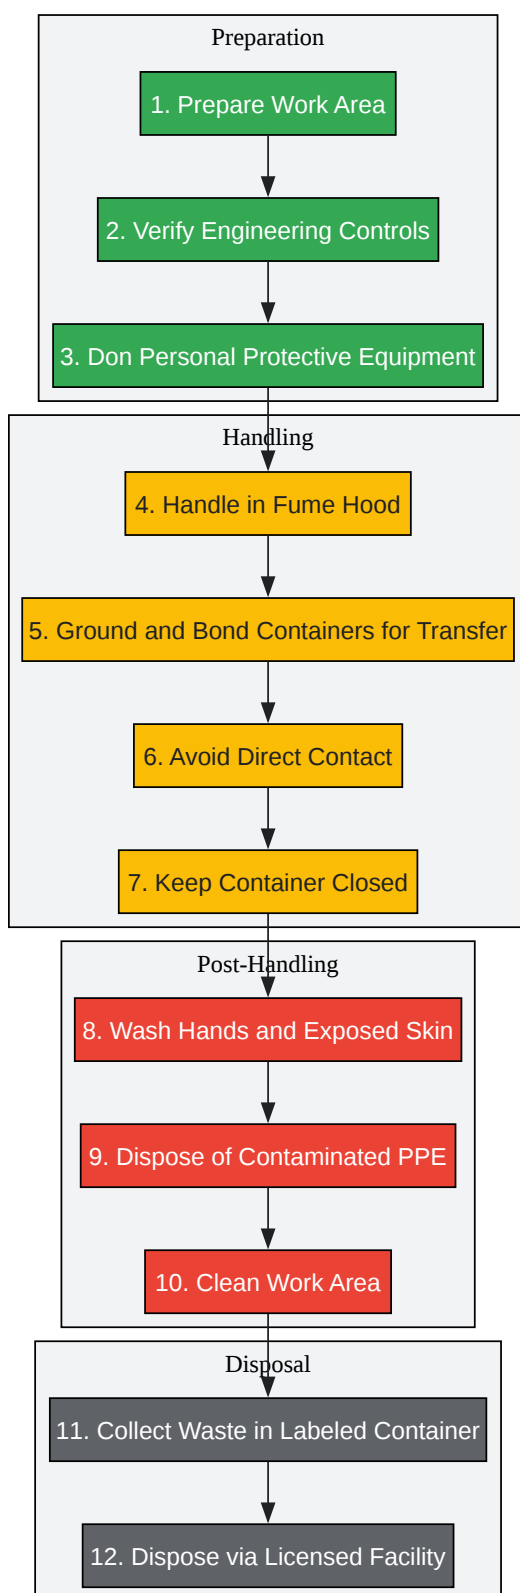 Preparation
1. Prepare Work Area
2. Verify Engineering Controls
3. Don Personal Protective Equipment
Handling
4. Handle in Fume Hood
5. Ground and Bond Containers for Transfer
6. Avoid Direct Contact
7. Keep Container Closed
Post-Handling
8. Wash Hands and Exposed Skin
9. Dispose of Contaminated PPE
10. Clean Work Area
Disposal
11. Collect Waste in Labeled Container
12. Dispose via Licensed Facility